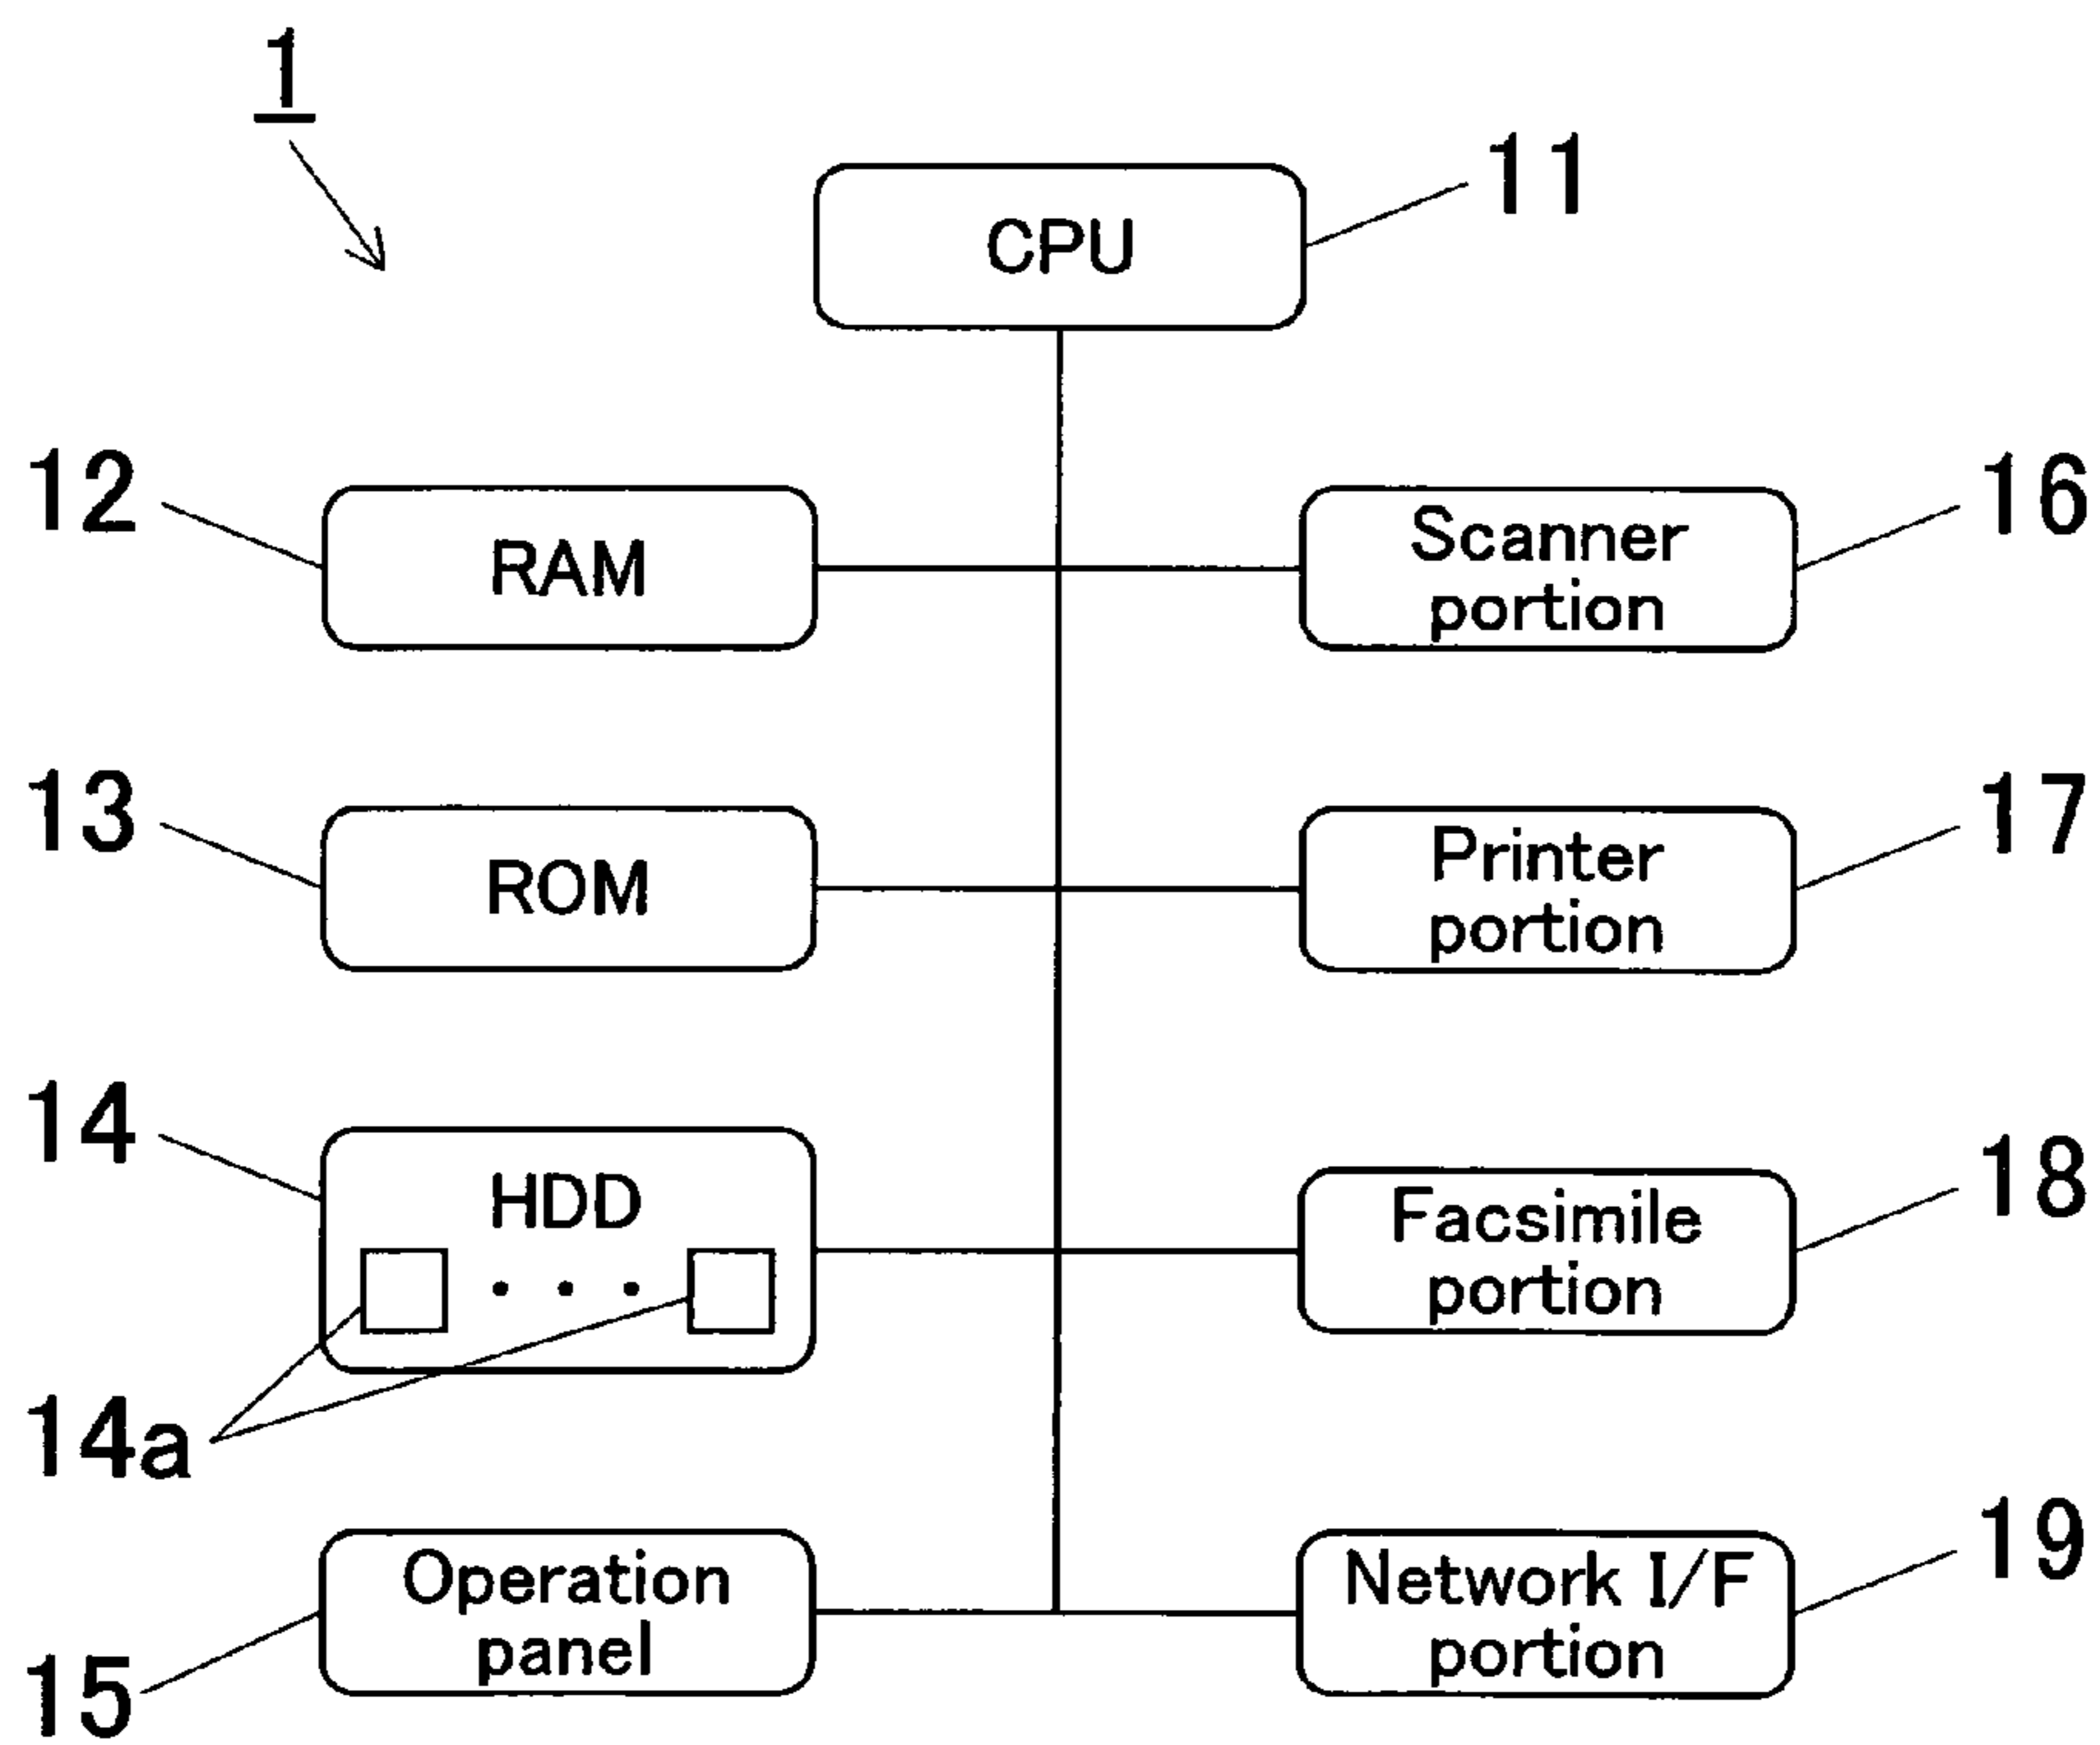 1
CPU
11
12
RAM
Scanner
portion
16
13
ROM
Printer
portion
17
14
HDD
14a
Facsimile
portion
18
Operation
panel
15
Network I/F
portion
19